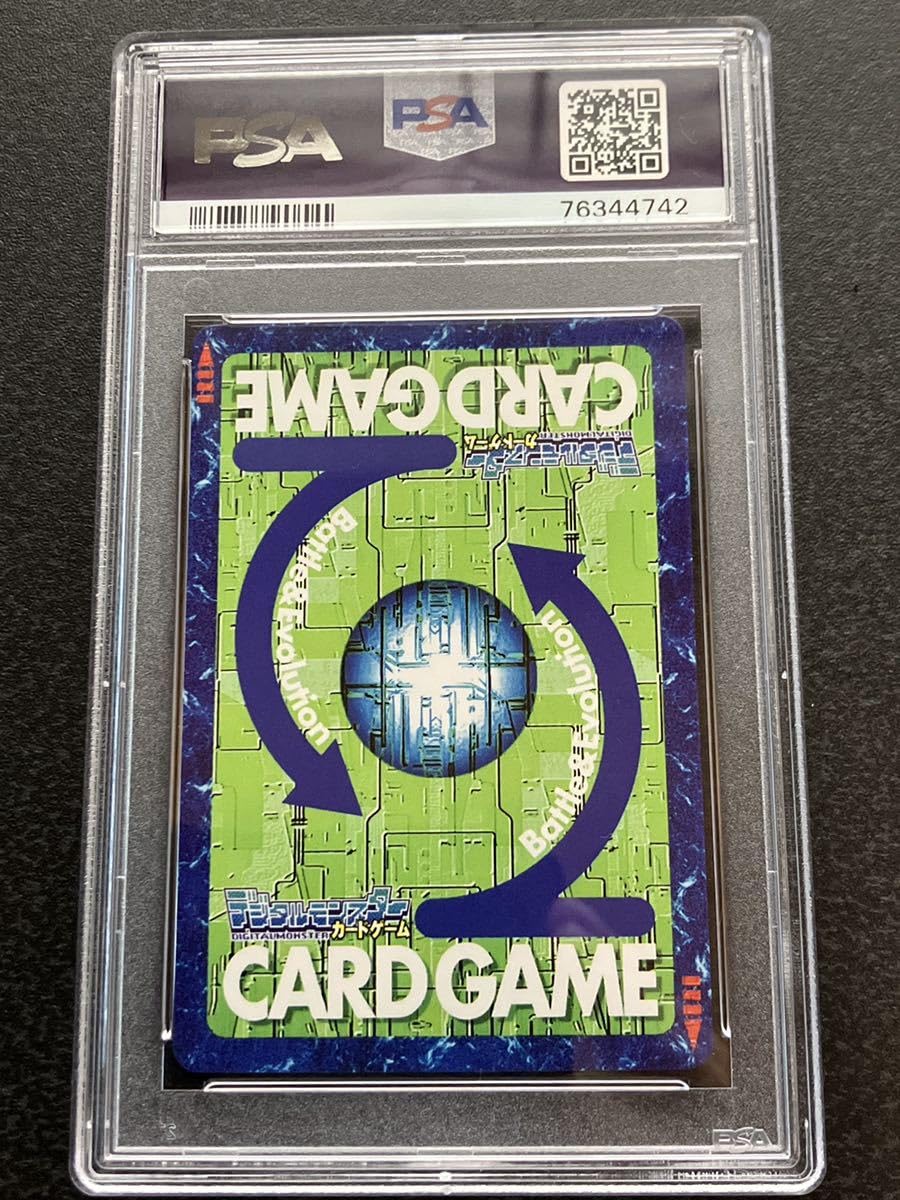 PSA
PSA
76344742
CARD GAME
デジタルモンスター
DIGITALMONSTER
カードゲーム
Battle&Evolution
Battle&Evolution
デジタルモンスター
DIGITALMONSTER
カードゲーム
CARD GAME
PSA